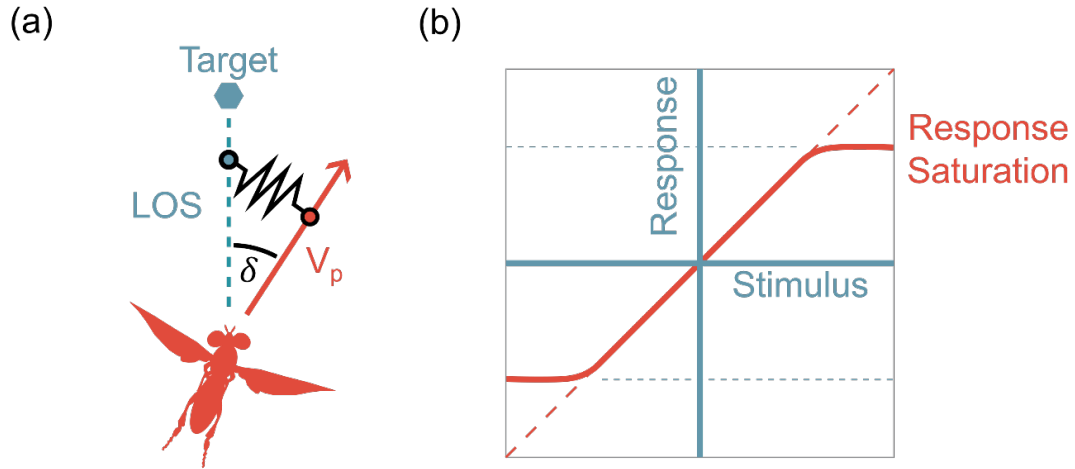 (a)
Target
LOS
δ
Vp
(b)
Response
Stimulus
Response
Saturation